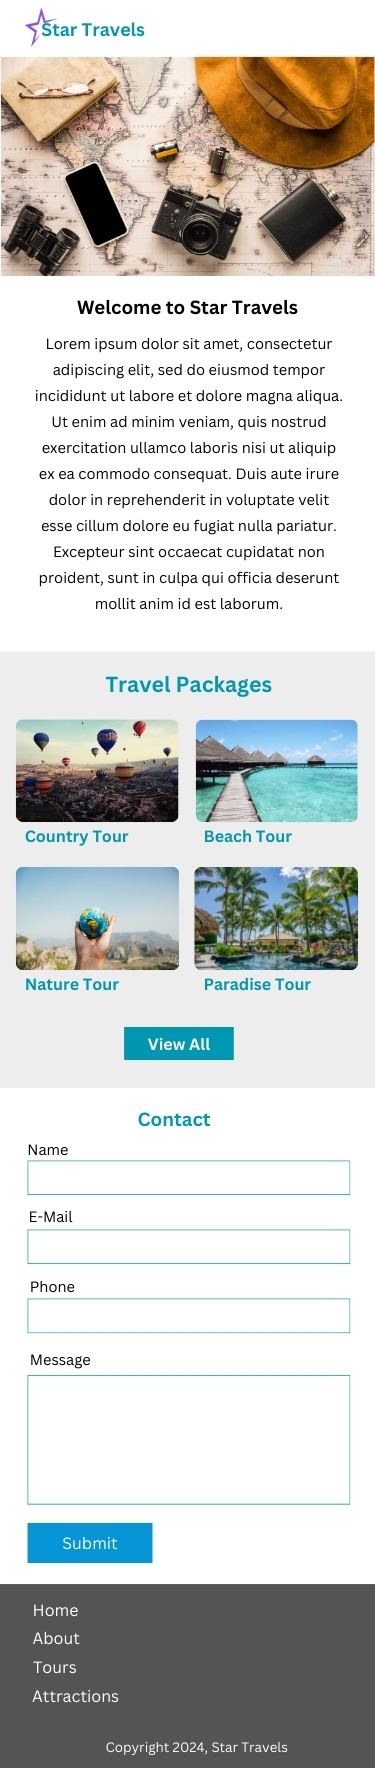 Star Travels
Welcome to Star Travels
Lorem ipsum dolor sit amet, consectetur
adipiscing elit, sed do eiusmod tempor
incididunt ut labore et dolore magna aliqua.
Ut enim ad minim veniam, quis nostrud
exercitation ullamco laboris nisi ut aliquip
ex ea commodo consequat. Duis aute irure
dolor in reprehenderit in voluptate velit
esse cillum dolore eu fugiat nulla pariatur.
Excepteur sint occaecat cupidatat non
proident, sunt in culpa qui officia deserunt
mollit anim id est laborum.
Travel Packages
Country Tour
Beach Tour
Nature Tour
Paradise Tour
View All
Contact
Name
E-Mail
Phone
Message
Submit
Home
About
Tours
Attractions
Copyright 2024, Star Travels